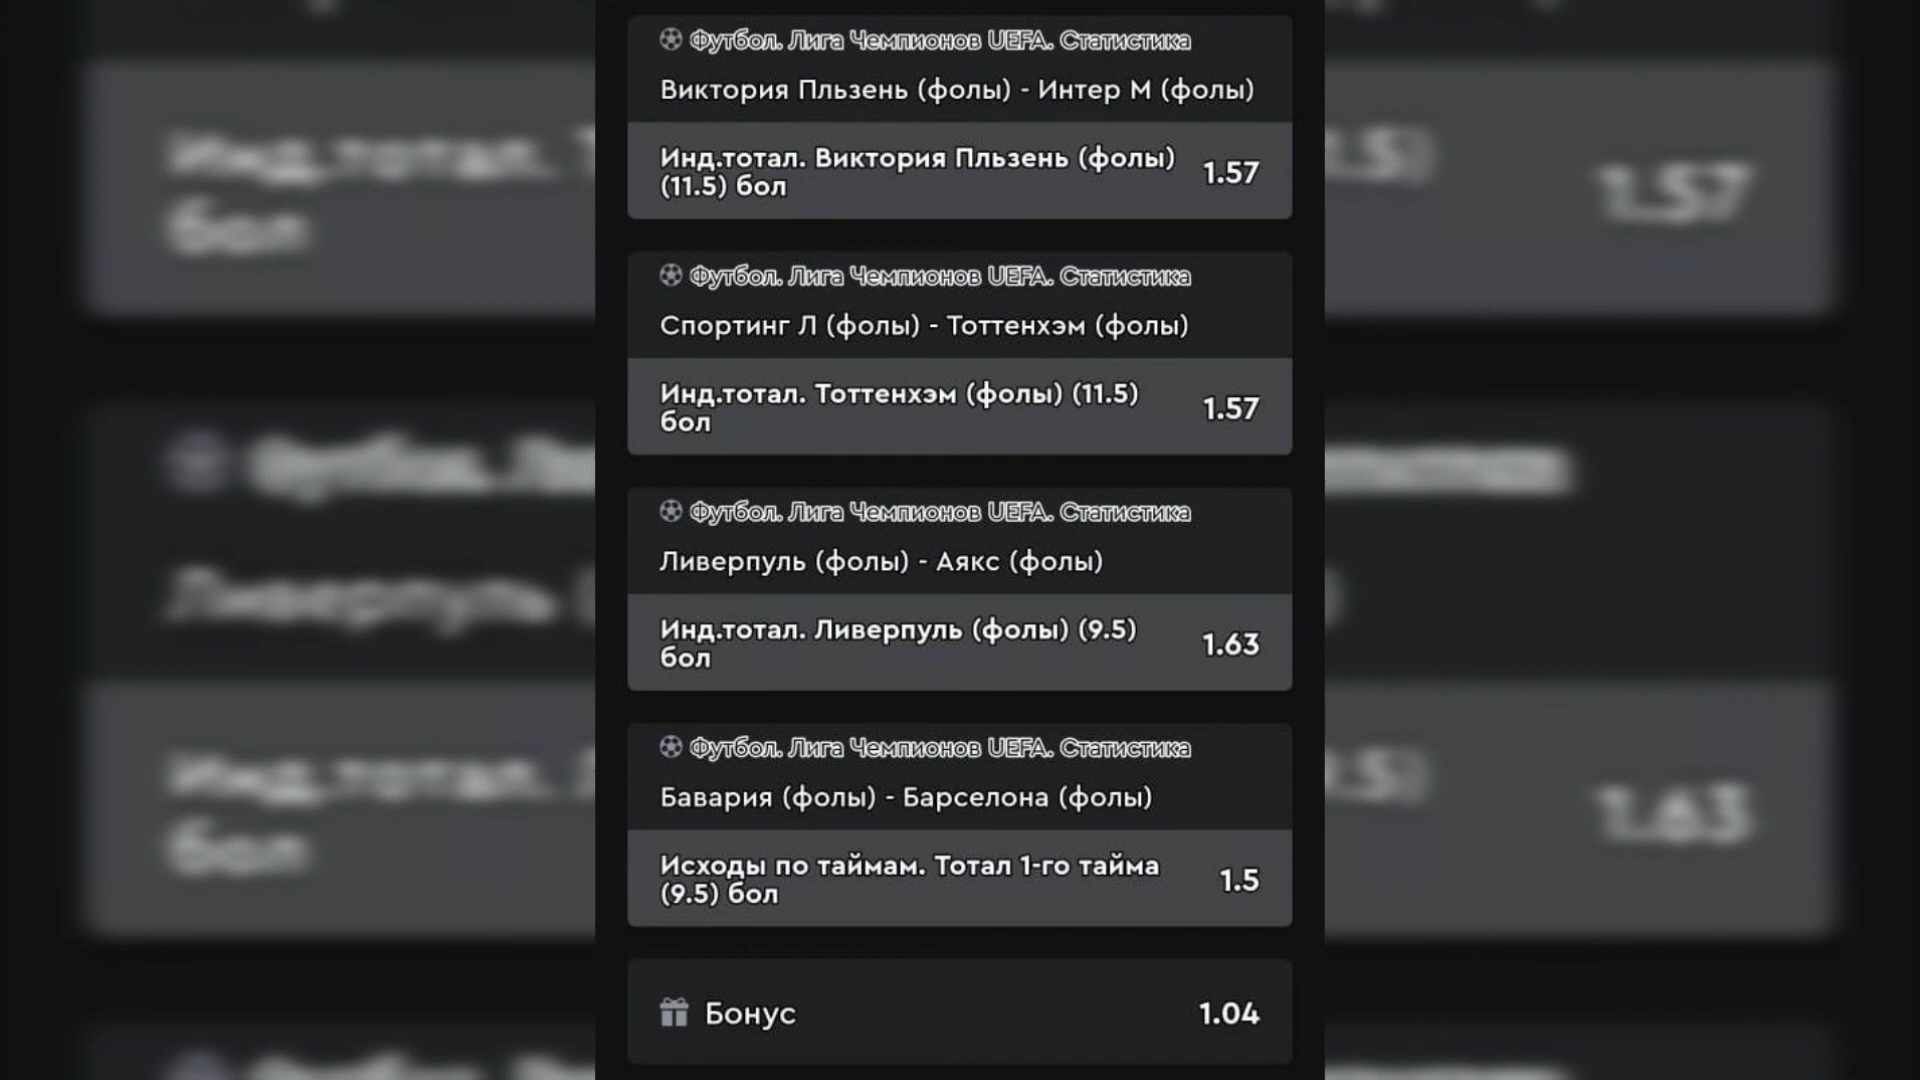 Футбол. Лига Чемпионов UEFA. Статистика
Виктория Пльзень (фолы) - Интер М (фолы)
Инд.тотал. Виктория Пльзень (фолы)
(11.5) бол
1.57
Футбол. Лига Чемпионов UEFA. Статистика
Спортинг Л (фолы) - Тоттенхэм (фолы)
Инд.тотал. Тоттенхэм (фолы) (11.5)
бол
1.57
Футбол. Лига Чемпионов UEFA. Статистика
Ливерпуль (фолы) - Аякс (фолы)
Инд.тотал. Ливерпуль (фолы) (9.5)
бол
1.63
Футбол. Лига Чемпионов UEFA. Статистика
Бавария (фолы) - Барселона (фолы)
Исходы по таймам. Тотал 1-го тайма
(9.5) бол
1.5
Бонус
1.04